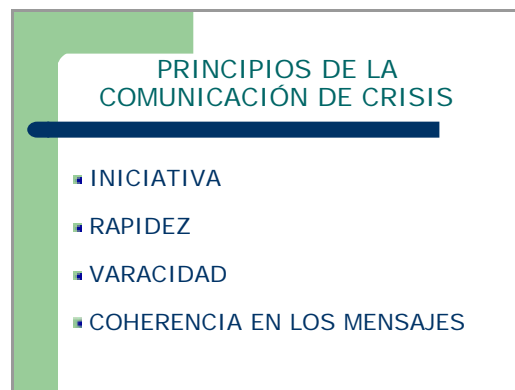 PRINCIPIOS DE LA
COMUNICACIÓN DE CRISIS
INICIATIVA
RAPIDEZ
VARACIDAD
COHERENCIA EN LOS MENSAJES